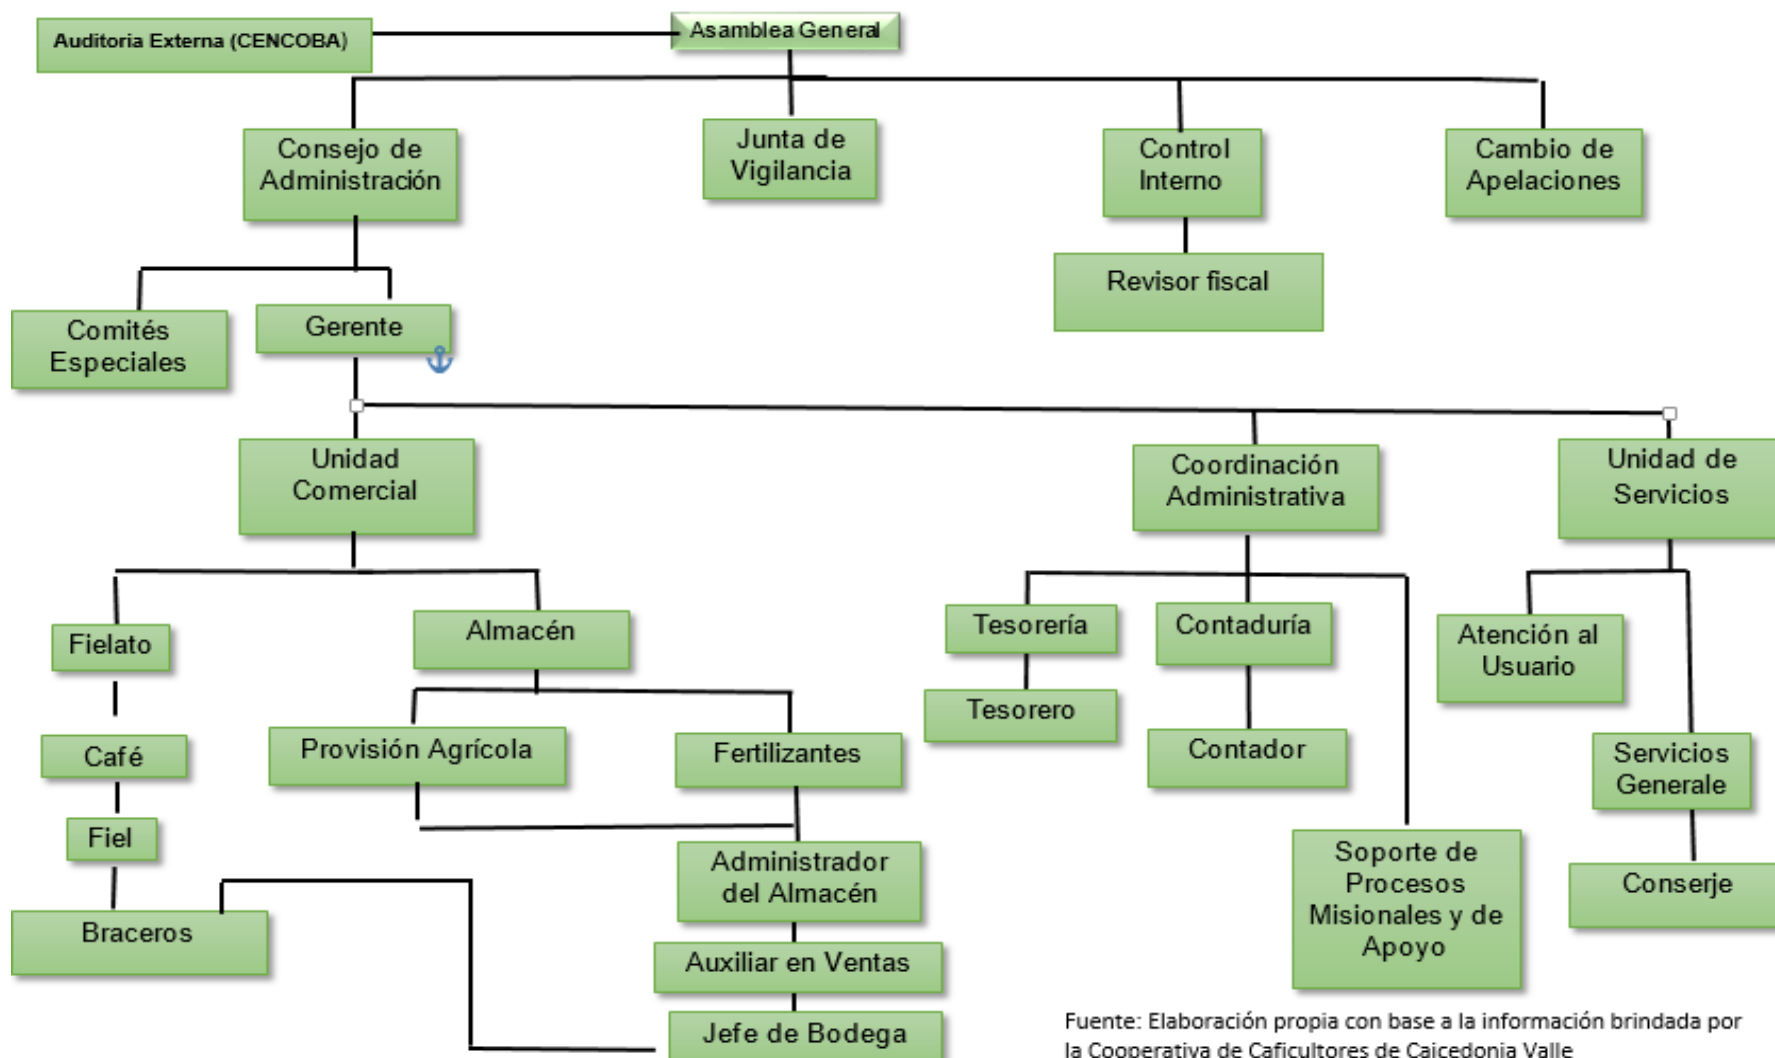 Auditoria Externa (CENCOBA)
Asamblea General
Consejo de
Administración
Junta de
Vigilancia
Control
Interno
Cambio de
Apelaciones
Revisor fiscal
Comités
Especiales
Gerente
Unidad
Comercial
Coordinación
Administrativa
Unidad de
Servicios
Fielato
Almacén
Tesorería
Contaduría
Atención al
Usuario
Café
Provisión Agrícola
Fertilizantes
Tesorero
Contador
Servicios
Generale
Fiel
Administrador
del Almacén
Soporte de
Procesos
Misionales y de
Apoyo
Conserje
Braceros
Auxiliar en Ventas
Jefe de Bodega
Fuente: Elaboración propia con base a la información brindada por
la Cooperativa de Caficultores de Caicedonia Valle